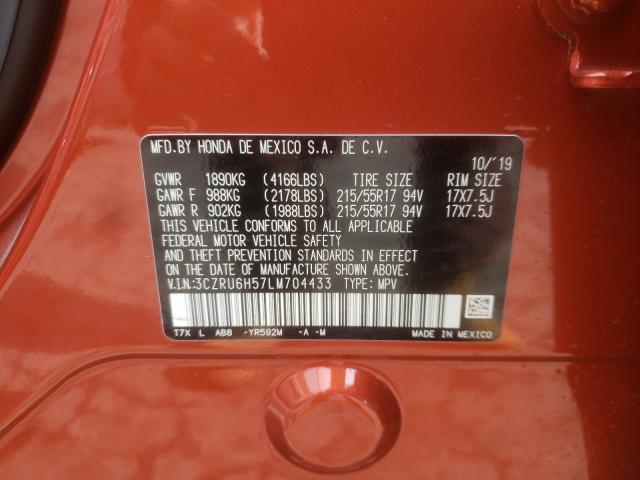 MFD.BY HONDA DE MEXICO S.A. DE C.V.
10/'19
GVWR 1890KG (4166LBS) TIRE SIZE RIM SIZE
GAWR F 988KG (2178LBS) 215/55R17 94V 17X7.5J
GAWR R 902KG (1988LBS) 215/55R17 94V 17X7.5J
THIS VEHICLE CONFORMS TO ALL APPLICABLE
FEDERAL MOTOR VEHICLE SAFETY
AND THEFT PREVENTION STANDARDS IN EFFECT
ON THE DATE OF MANUFACTURE SHOWN ABOVE.
V.I.N:3CZRU6H57LM704433 TYPE: MPV
T7X L AB8 -YR592M -A -M MADE IN MEXICO